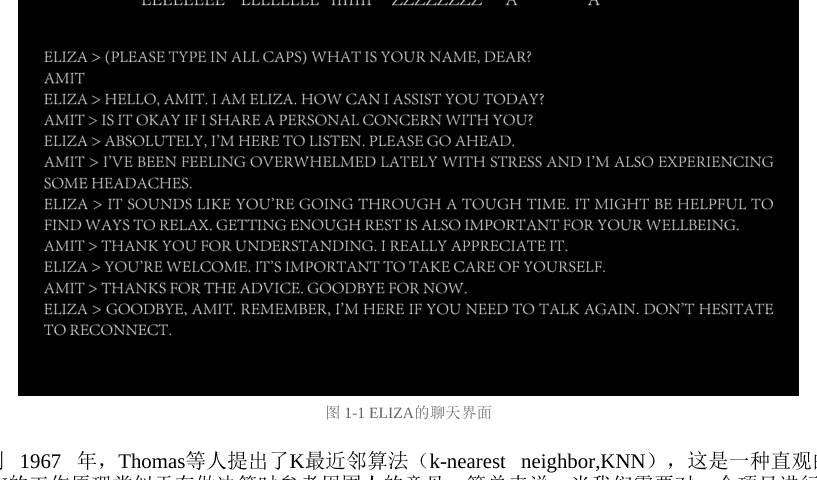 ELIZA > (PLEASE TYPE IN ALL CAPS) WHAT IS YOUR NAME, DEAR?
AMIT
ELIZA > HELLO, AMIT. I AM ELIZA. HOW CAN I ASSIST YOU TODAY?
AMIT > IS IT OKAY IF I SHARE A PERSONAL CONCERN WITH YOU?
ELIZA > ABSOLUTELY, I'M HERE TO LISTEN. PLEASE GO AHEAD.
AMIT > I'VE BEEN FEELING OVERWHELMED LATELY WITH STRESS AND I'M ALSO EXPERIENCING
SOME HEADACHES.
ELIZA > IT SOUNDS LIKE YOU'RE GOING THROUGH A TOUGH TIME. IT MIGHT BE HELPFUL TO
FIND WAYS TO RELAX. GETTING ENOUGH REST IS ALSO IMPORTANT FOR YOUR WELLBEING.
AMIT > THANK YOU FOR UNDERSTANDING. I REALLY APPRECIATE IT.
ELIZA > YOU'RE WELCOME. IT'S IMPORTANT TO TAKE CARE OF YOURSELF.
AMIT > THANKS FOR THE ADVICE. GOODBYE FOR NOW.
ELIZA > GOODBYE, AMIT. REMEMBER, I'M HERE IF YOU NEED TO TALK AGAIN. DON'T HESITATE
TO RECONNECT.
图 1-1 ELIZA的聊天界面
1967 年，Thomas等人提出了K最近邻算法（k-nearest neighbor,KNN），这是一种直观